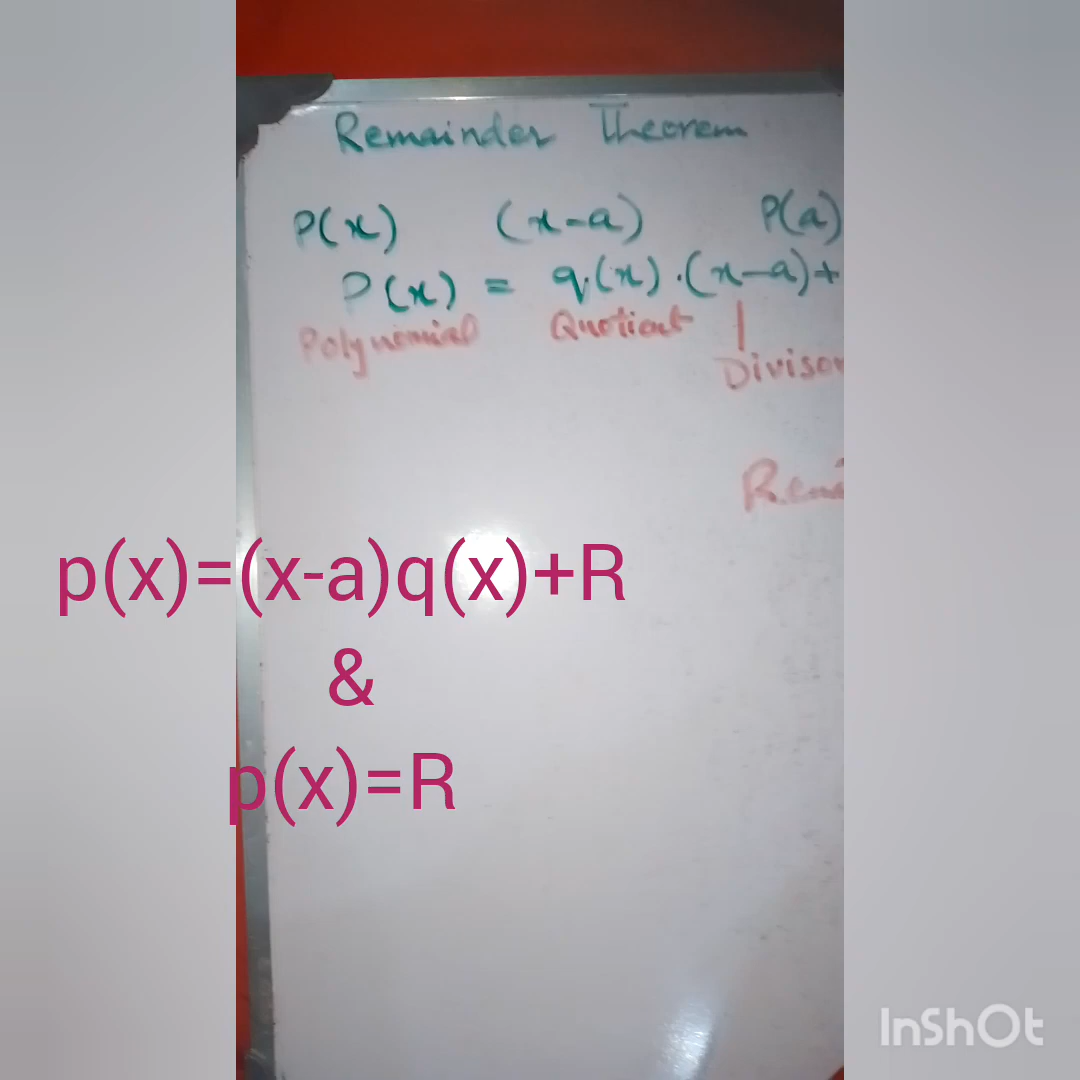 Remainder Theorem
P(x) (x-a) P(a)
P(x) = q(x).(x-a)+
Polynomial Quotient
Divisor
p(x)=(x-a)q(x)+R
&
p(x)=R
InShOt